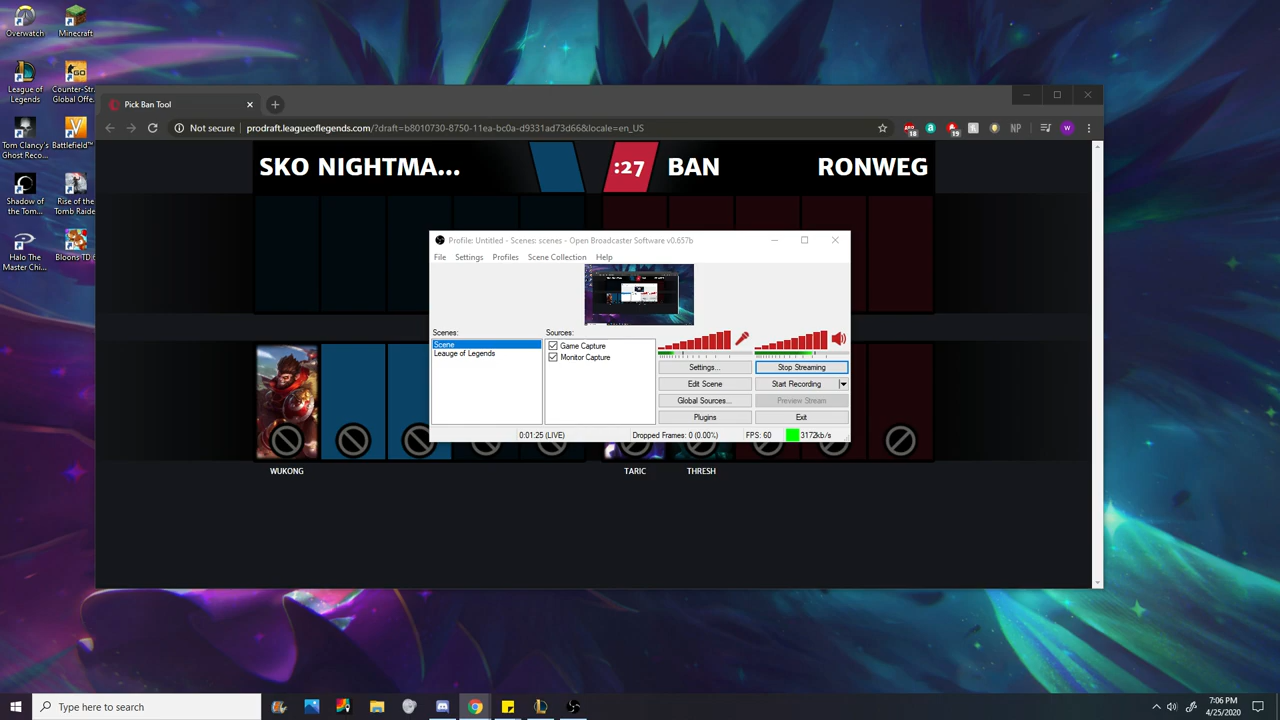 Overwatch
Minecraft
League of Legends
Counter-Str... Global Offe...
Tom Clancy's Ghost Reco...
Battlefield™
Shadow of the Tom...
Rise of the Tomb Raider
Halo The Master Chi...
Bloons TD 6
Pick Ban Tool
Not secure
prodraft.leagueoflegends.com/?draft=b8010730-8750-11ea-bc0a-d9331ad73d66&locale=en_US
18
19
NP
W
SKO NIGHTMA...
:27
BAN
RONWEG
Profile: Untitled - Scenes: scenes - Open Broadcaster Software v0.657b
File Settings Profiles Scene Collection Help
Scenes:
Sources:
Scene
Leauge of Legends
Game Capture
Monitor Capture
Settings...
Stop Streaming
Edit Scene
Start Recording
Global Sources...
Preview Stream
Plugins
Exit
0:01:25 (LIVE)
Dropped Frames: 0 (0.00%)
FPS: 60
3172kb/s
WUKONG
TARIC
THRESH
Type here to search
7:06 PM
4/25/2020